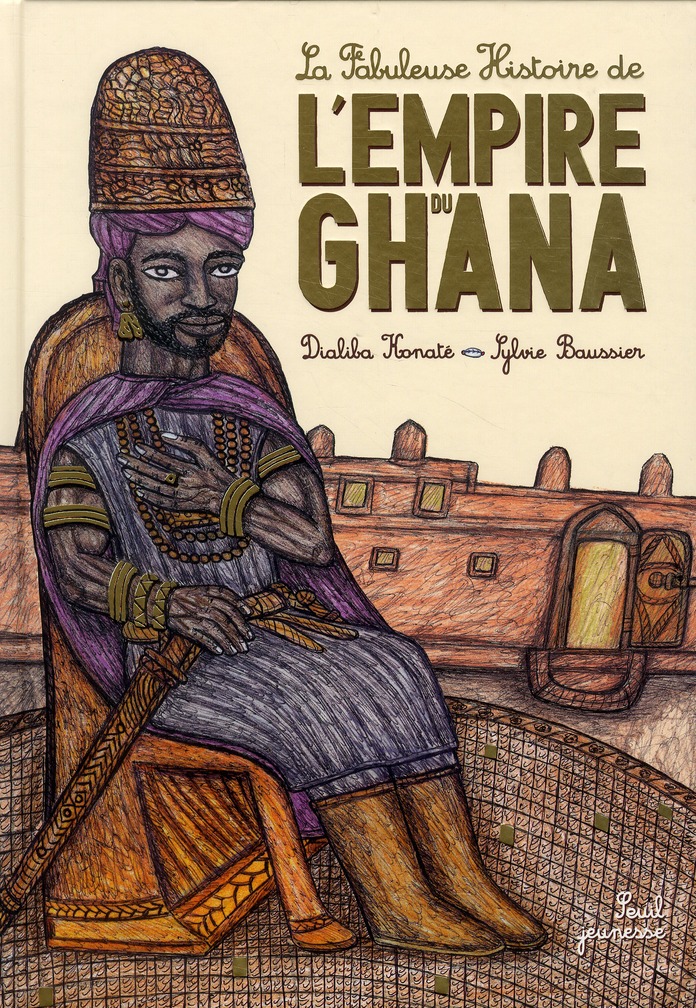 La Fabuleuse Histoire de
L'EMPIRE
DU
GHANA
Dialiba Konaté Sylvie Baussier
Seuil
jeunesse